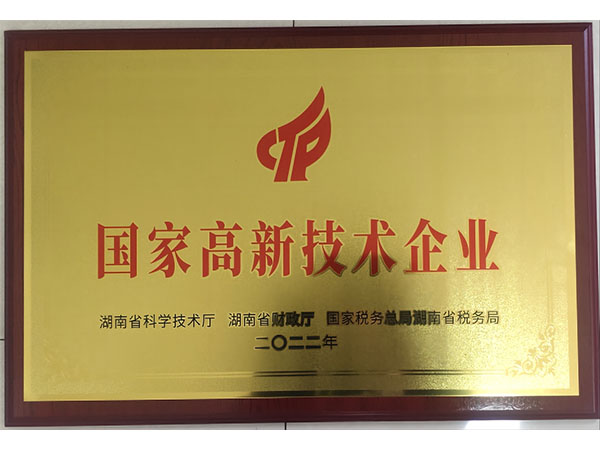 CTP
国家高新技术企业
湖南省科学技术厅 湖南省财政厅 国家税务总局湖南省税务局
二〇二二年